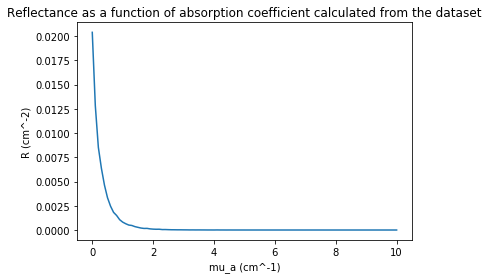 Reflectance as a function of absorption coefficient calculated from the dataset
0.0200
0.0175
0.0150
0.0125
0.0100
0.0075
0.0050
0.0025
0.0000
R (cm^-2)
0 2 4 6 8 10
mu_a (cm^-1)